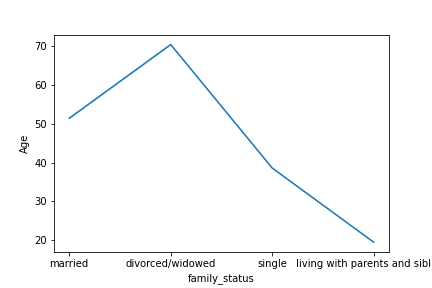 70
60
50
40
30
20
Age
married divorced/widowed single living with parents and sibl
family_status